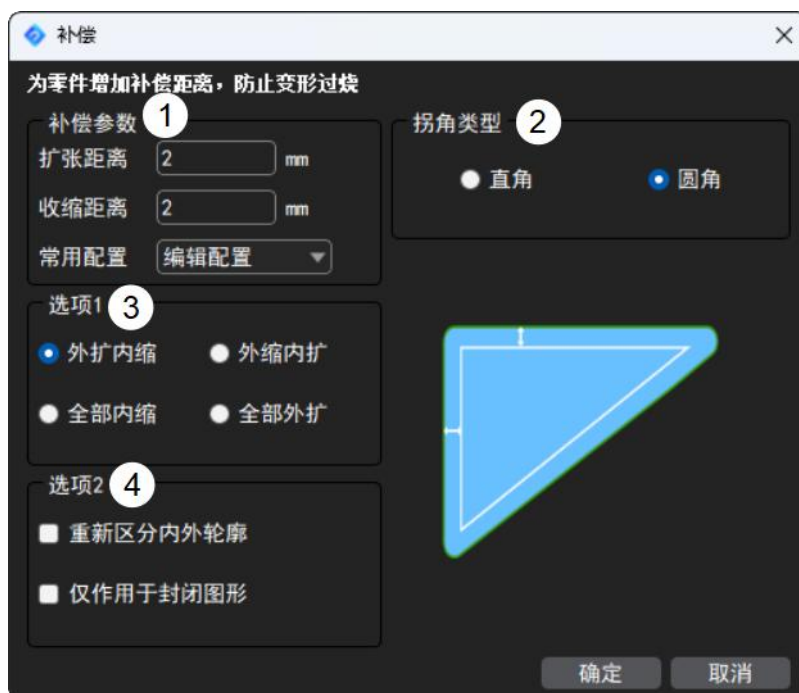 补偿
为零件增加补偿距离，防止变形过烧
补偿参数 1
扩张距离 2 mm
收缩距离 2 mm
常用配置 编辑配置
拐角类型 2
直角 圆角
选项1 3
外扩内缩 外缩内扩
全部内缩 全部外扩
选项2 4
重新区分内外轮廓
仅作用于封闭图形
确定 取消